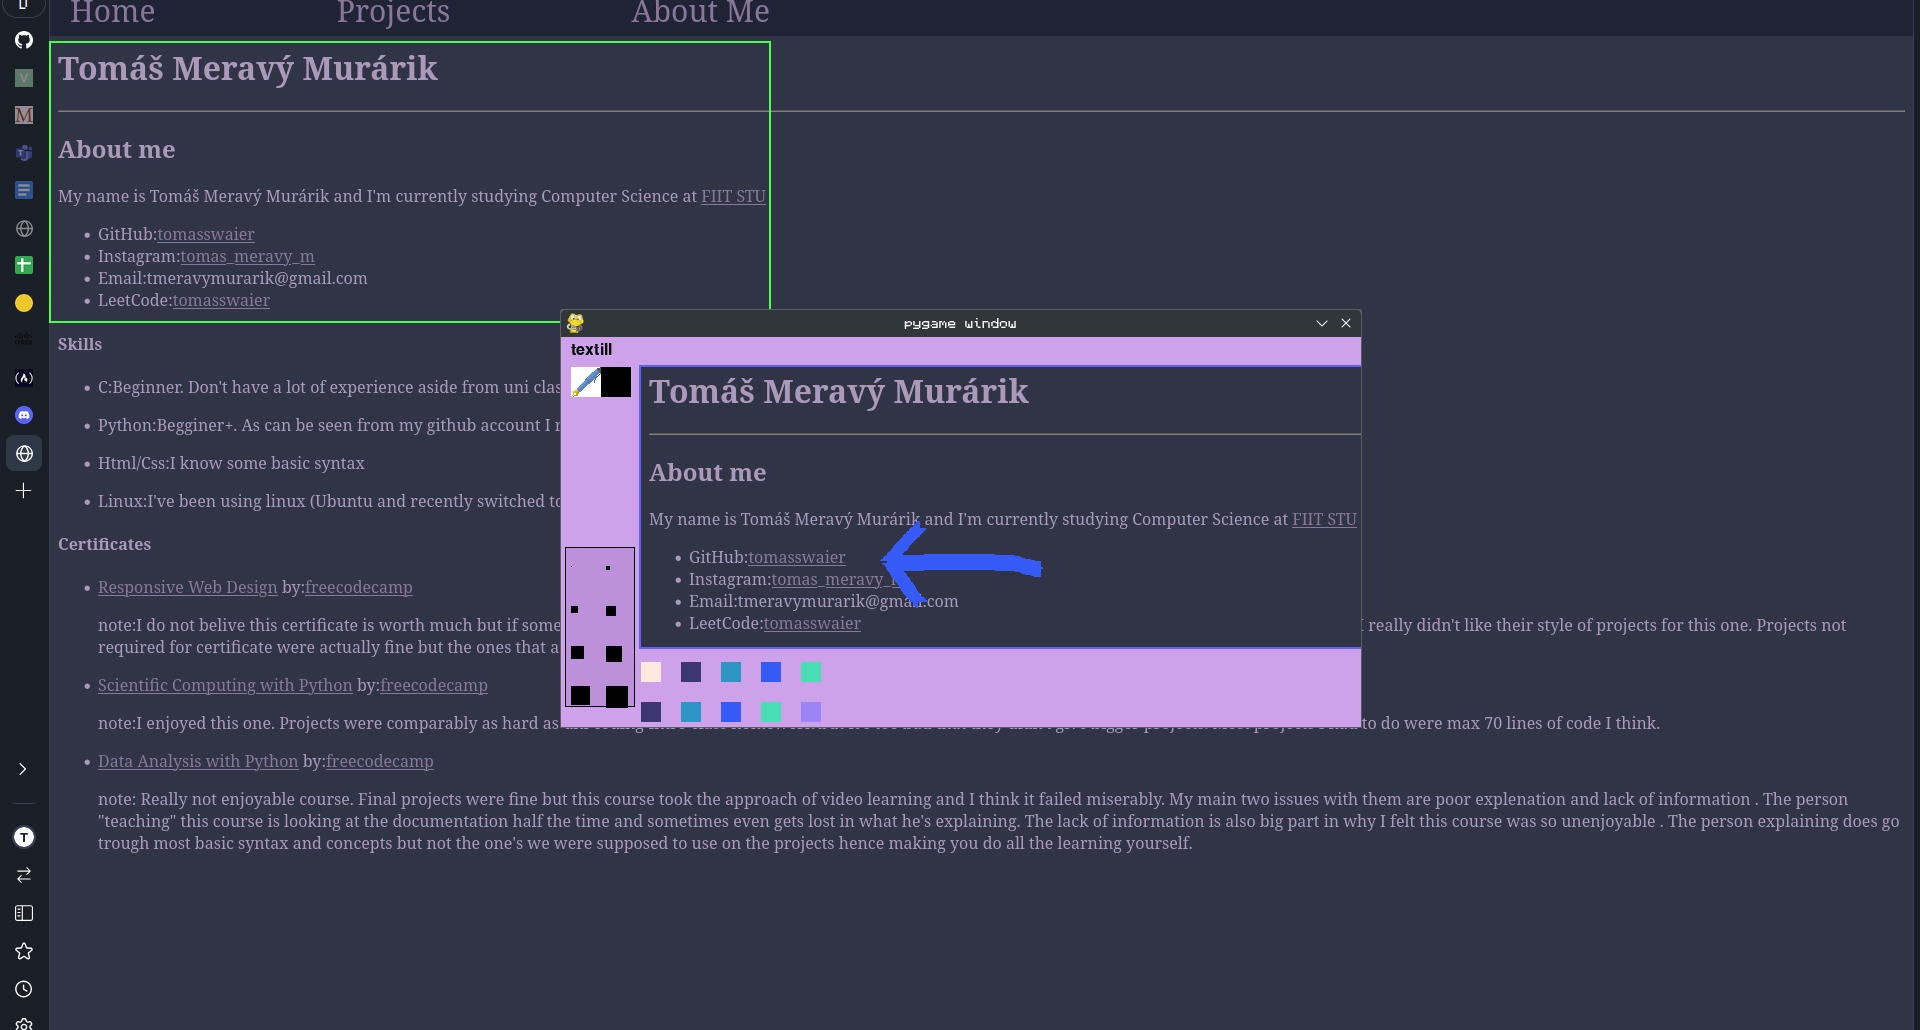 Home Projects About Me
Tomáš Meravý Murárik
About me
My name is Tomáš Meravý Murárik and I'm currently studying Computer Science at FIIT STU
GitHub:tomasswaier
Instagram:tomas_meravy_m
Email:tmeravymurarik@gmail.com
LeetCode:tomasswaier
Skills
C:Beginner. Don't have a lot of experience aside from uni clas
Python:Begginer+. As can be seen from my github account I
Html/Css:I know some basic syntax
Linux:I've been using linux (Ubuntu and recently switched to
Certificates
Responsive Web Design by:freecodecamp
note:I do not belive this certificate is worth much but if some
I really didn't like their style of projects for this one. Projects not
required for certificate were actually fine but the ones that a
Scientific Computing with Python by:freecodecamp
note:I enjoyed this one. Projects were comparably as hard as
to do were max 70 lines of code I think.
Data Analysis with Python by:freecodecamp
note: Really not enjoyable course. Final projects were fine but this course took the approach of video learning and I think it failed miserably. My main two issues with them are poor explenation and lack of information . The person
"teaching" this course is looking at the documentation half the time and sometimes even gets lost in what he's explaining. The lack of information is also big part in why I felt this course was so unenjoyable . The person explaining does go
trough most basic syntax and concepts but not the one's we were supposed to use on the projects hence making you do all the learning yourself.
pygame window
textill
Tomáš Meravý Murárik
About me
My name is Tomáš Meravý Murárik and I'm currently studying Computer Science at FIIT STU
GitHub:tomasswaier
Instagram:tomas_meravy_
Email:tmeravymurarik@gmail.com
LeetCode:tomasswaier
V
M
T